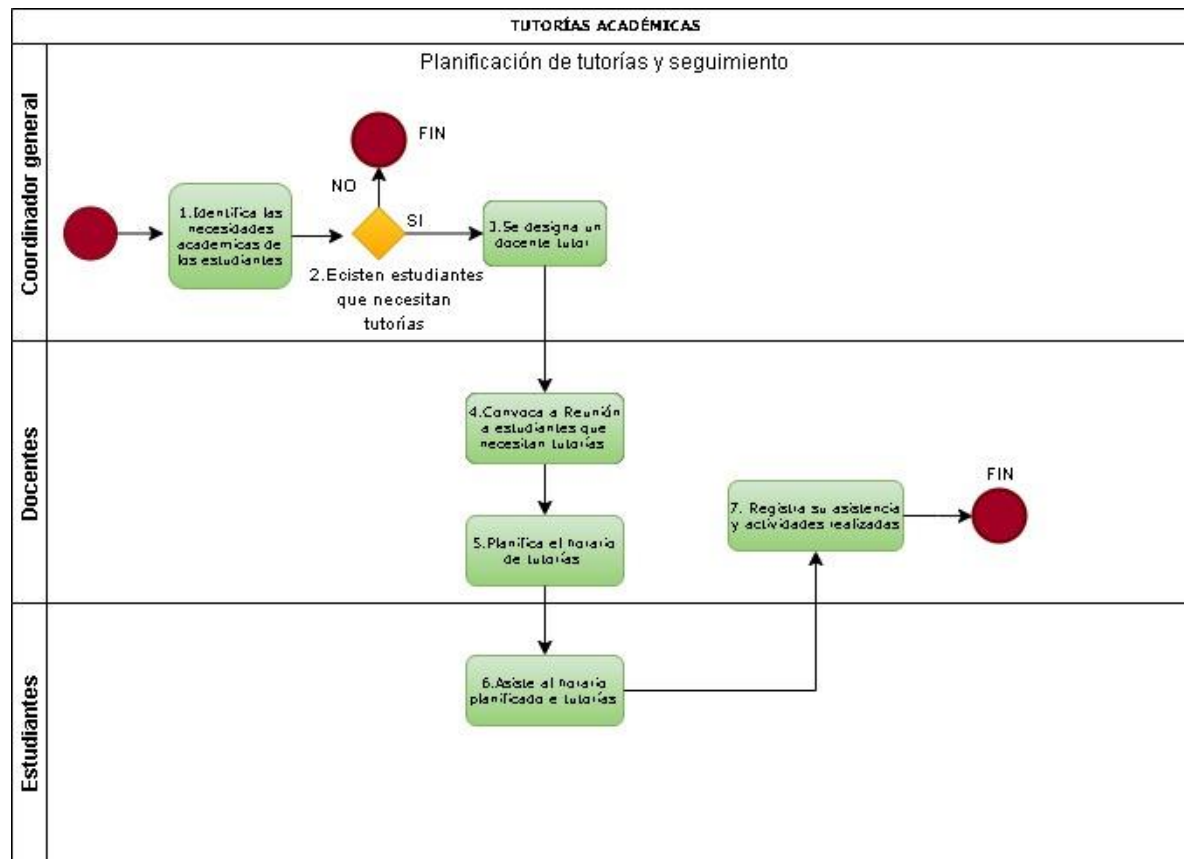 TUTORÍAS ACADÉMICAS
Planificación de tutorías y seguimiento
Coordinador general
FIN
NO
SI
1.Identifica las
necesidades
academicas de
los estudiantes
3.Se designa un
docente tutor
2.Ecisten estudiantes
que necesitan
tutorías
Docentes
4.Convoca a Reunión
a estudiantes que
necesitan tutorías
5.Planifica el horario
de tutorías
7. Registra su asistencia
y actividades realizadas
FIN
Estudiantes
6.Asiste al horario
planificado e tutorías